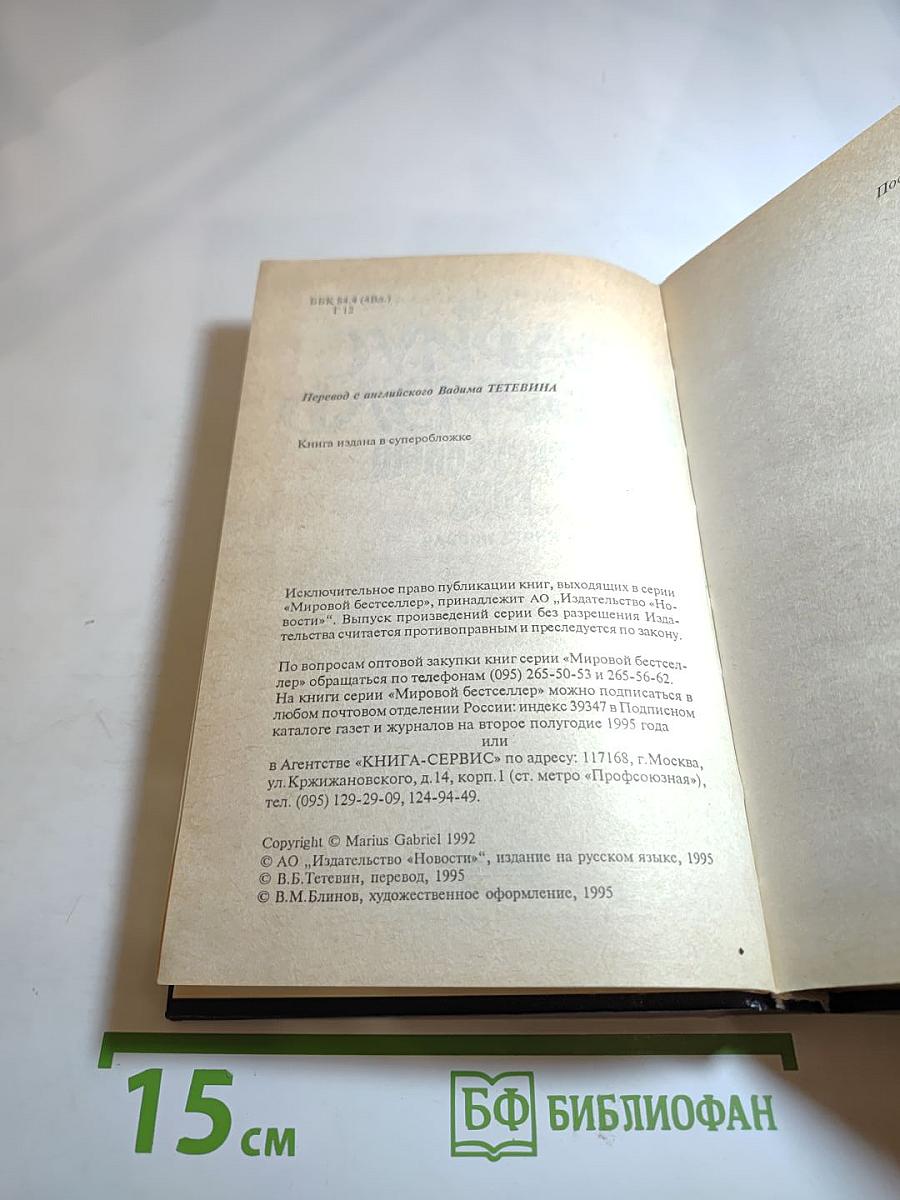 ББК 84.4 (4Вл.)
Г 12
Перевод с английского Вадима ТЕТЕВИНА
Книга издана в суперобложке
Исключительное право публикации книг, выходящих в серии
«Мировой бестселлер», принадлежит АО „Издательство «Но-
вости»“. Выпуск произведений серии без разрешения Изда-
тельства считается противоправным и преследуется по закону.
По вопросам оптовой закупки книг серии «Мировой бестсел-
лер» обращаться по телефонам (095) 265-50-53 и 265-56-62.
На книги серии «Мировой бестселлер» можно подписаться в
любом почтовом отделении России: индекс 39347 в Подписном
каталоге газет и журналов на второе полугодие 1995 года
или
в Агентстве «КНИГА-СЕРВИС» по адресу: 117168, г.Москва,
ул.Кржижановского, д.14, корп.1 (ст. метро «Профсоюзная»),
тел. (095) 129-29-09, 124-94-49.
Copyright © Marius Gabriel 1992
© АО „Издательство «Новости»“, издание на русском языке, 1995
© В.Б.Тетевин, перевод, 1995
© В.М.Блинов, художественное оформление, 1995
15 см
БФ БИБЛИОФАН